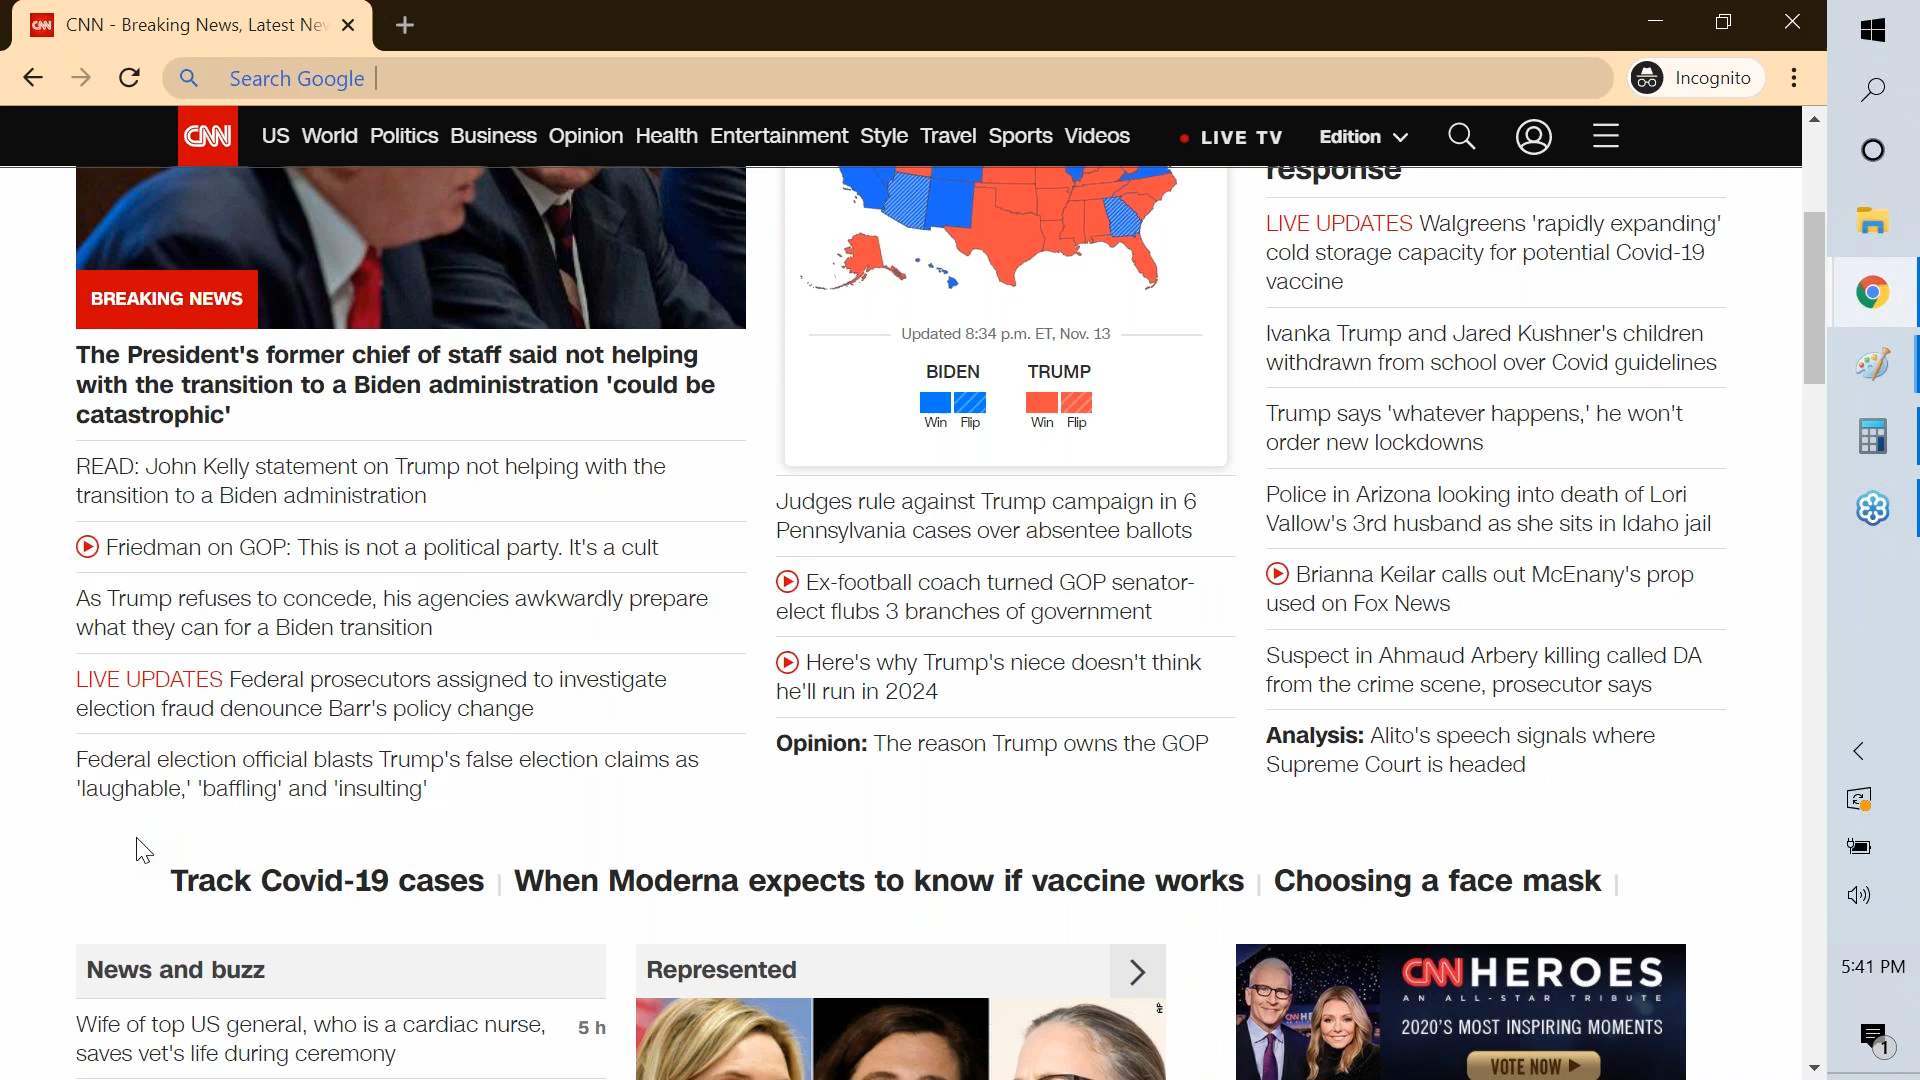 CNN - Breaking News, Latest Nev
Search Google
Incognito
CNN
US World Politics Business Opinion Health Entertainment Style Travel Sports Videos
LIVE TV
Edition
BREAKING NEWS
The President's former chief of staff said not helping
with the transition to a Biden administration 'could be
catastrophic'
READ: John Kelly statement on Trump not helping with the
transition to a Biden administration
Friedman on GOP: This is not a political party. It's a cult
As Trump refuses to concede, his agencies awkwardly prepare
what they can for a Biden transition
LIVE UPDATES Federal prosecutors assigned to investigate
election fraud denounce Barr's policy change
Federal election official blasts Trump's false election claims as
'laughable,' 'baffling' and 'insulting'
Updated 8:34 p.m. ET, Nov. 13
BIDEN
TRUMP
Win Flip
Win Flip
Judges rule against Trump campaign in 6
Pennsylvania cases over absentee ballots
Ex-football coach turned GOP senator-
elect flubs 3 branches of government
Here's why Trump's niece doesn't think
he'll run in 2024
Opinion: The reason Trump owns the GOP
response
LIVE UPDATES Walgreens 'rapidly expanding'
cold storage capacity for potential Covid-19
vaccine
Ivanka Trump and Jared Kushner's children
withdrawn from school over Covid guidelines
Trump says 'whatever happens,' he won't
order new lockdowns
Police in Arizona looking into death of Lori
Vallow's 3rd husband as she sits in Idaho jail
Brianna Keilar calls out McEnany's prop
used on Fox News
Suspect in Ahmaud Arbery killing called DA
from the crime scene, prosecutor says
Analysis: Alito's speech signals where
Supreme Court is headed
Track Covid-19 cases
When Moderna expects to know if vaccine works
Choosing a face mask
News and buzz
Wife of top US general, who is a cardiac nurse,
saves vet's life during ceremony
5 h
Represented
AP
CNN HEROES
AN ALL-STAR TRIBUTE
2020'S MOST INSPIRING MOMENTS
VOTE NOW
5:41 PM
1